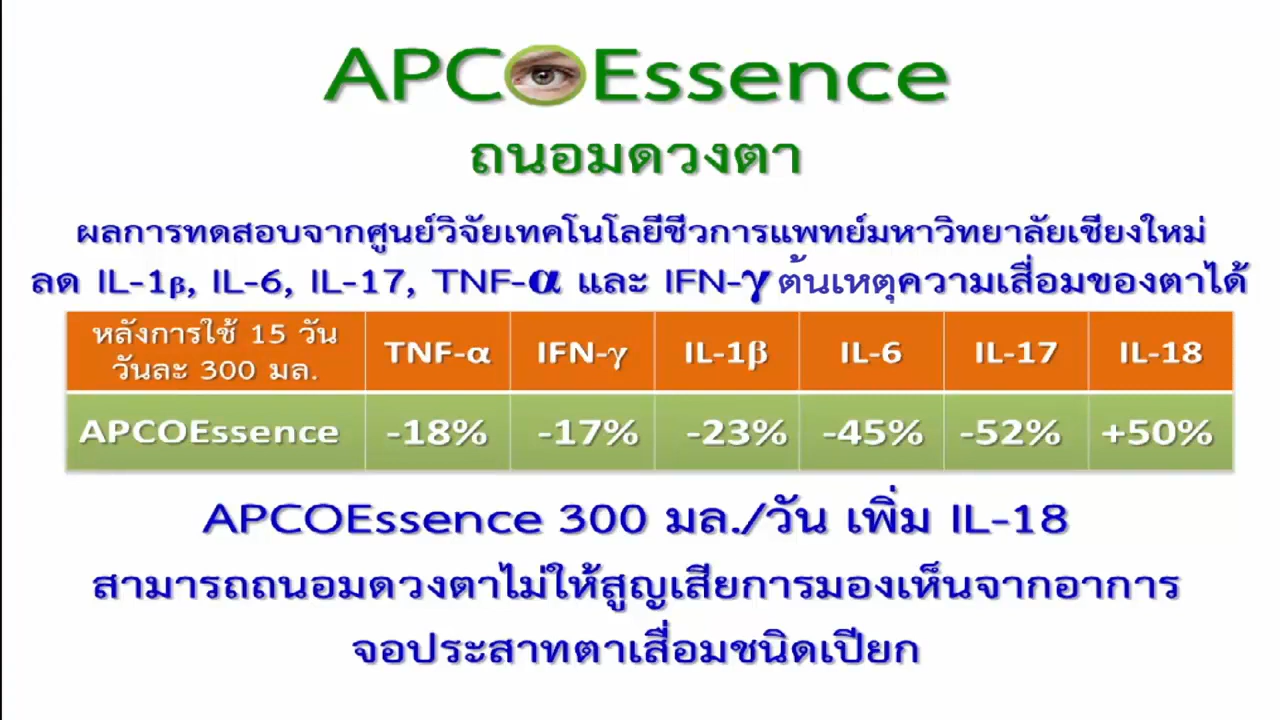 APCOEssence
ถนอมดวงตา
ผลการทดสอบจากศูนย์วิจัยเทคโนโลยีชีวการแพทย์มหาวิทยาลัยเชียงใหม่
ลด IL-1β, IL-6, IL-17, TNF-α และ IFN-γ ต้นเหตุความเสื่อมของตาได้
หลังการใช้ 15 วัน
วันละ 300 มล.
TNF-α IFN-γ IL-1β IL-6 IL-17 IL-18
APCOEssence -18% -17% -23% -45% -52% +50%
APCOEssence 300 มล./วัน เพิ่ม IL-18
สามารถถนอมดวงตาไม่ให้สูญเสียการมองเห็นจากอาการ
จอประสาทตาเสื่อมชนิดเปียก